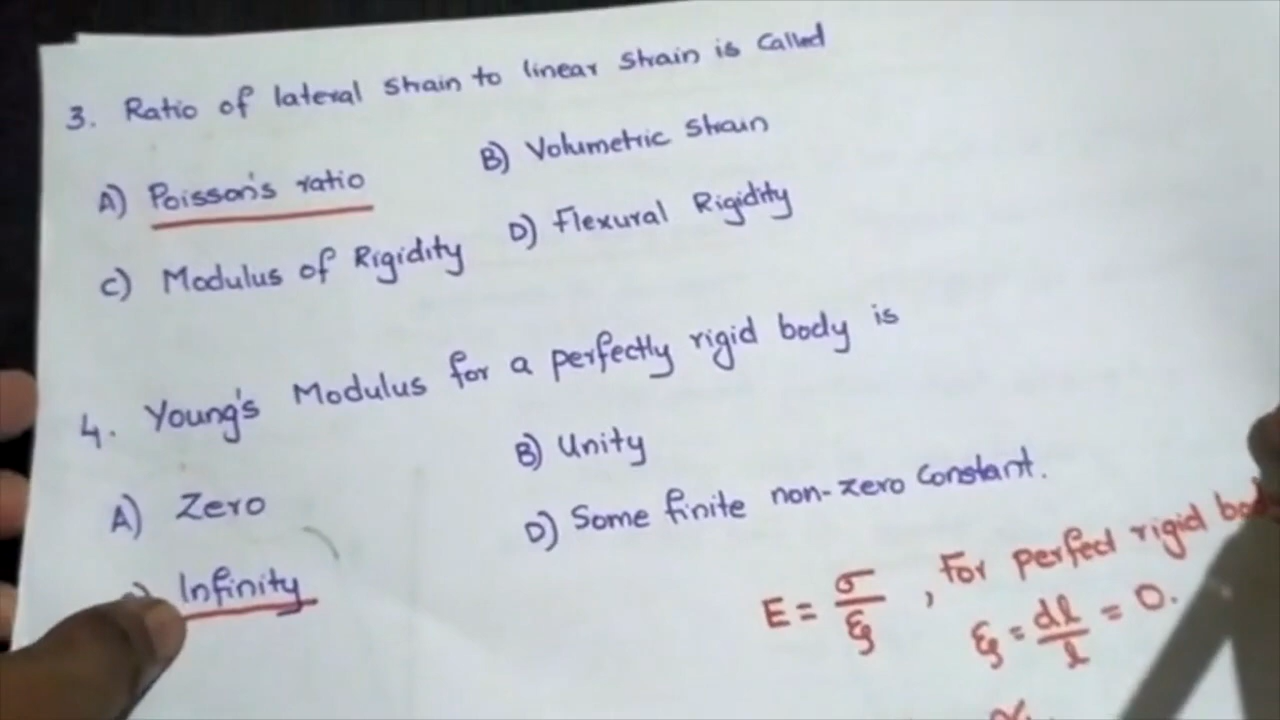 3. Ratio of lateral strain to linear strain is called
A) Poisson's ratio
B) Volumetric strain
C) Modulus of Rigidity
D) Flexural Rigidity
4. Young's Modulus for a perfectly rigid body is
A) Zero
B) Unity
Infinity
D) Some finite non-zero constant.
E = σ/ξ , For perfect rigid
ξ = dl/l = 0.